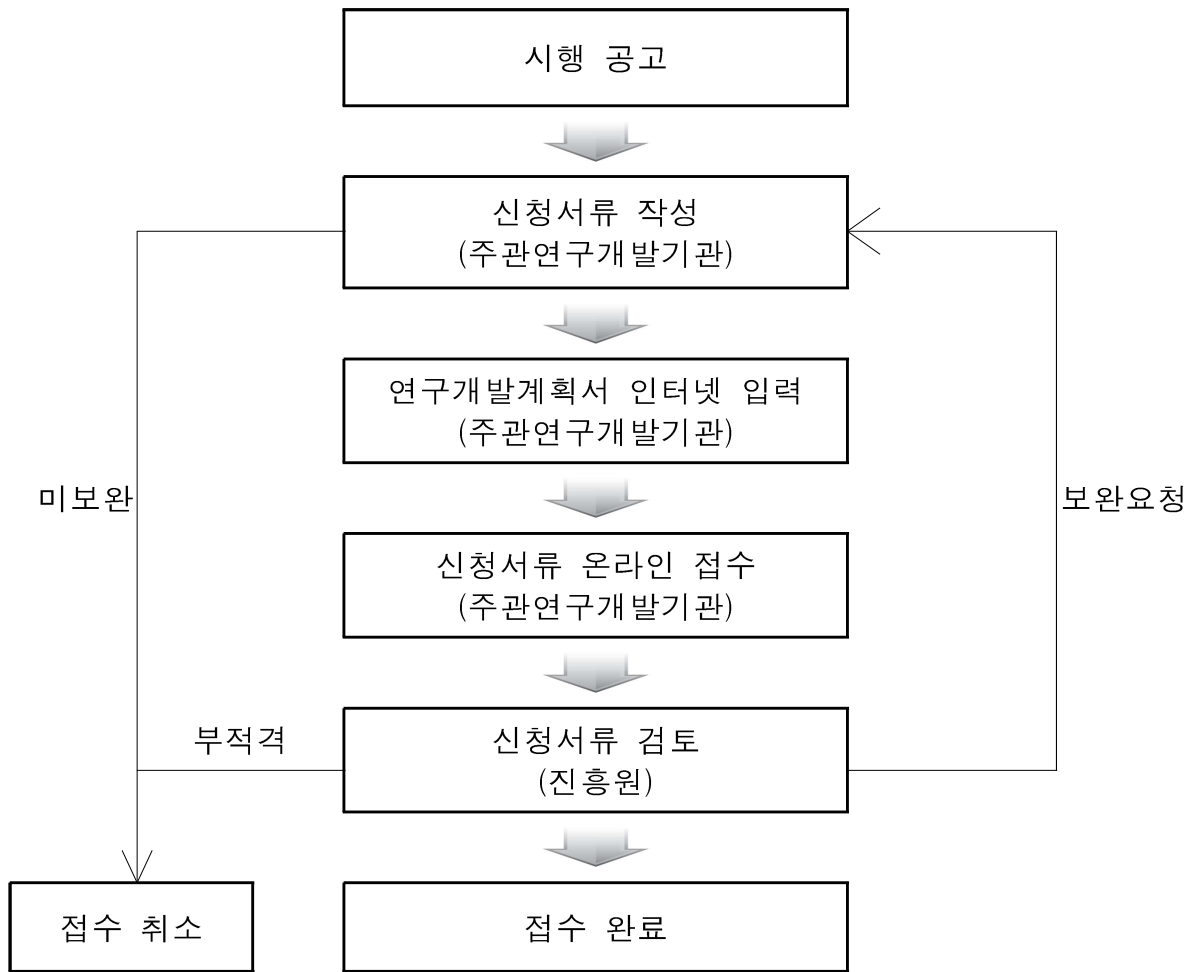 시행 공고
신청서류 작성
(주관연구개발기관)
연구개발계획서 인터넷 입력
(주관연구개발기관)
미보완
보완요청
신청서류 온라인 접수
(주관연구개발기관)
부적격
신청서류 검토
(진흥원)
접수 취소
접수 완료